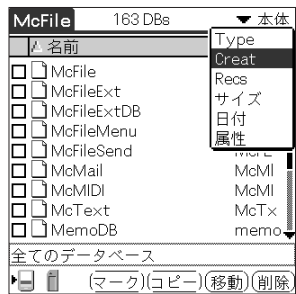 McFile 163 DBs ▼ 本体
名前
Type
Creat
Recs
サイズ
日付
属性
McFile
McFileExt
McFileExtDB
McFileMenu
McFileSend
McMail McMl
McMIDI McMl
McText McTx
MemoDB memo
全てのデータベース
マーク コピー 移動 削除